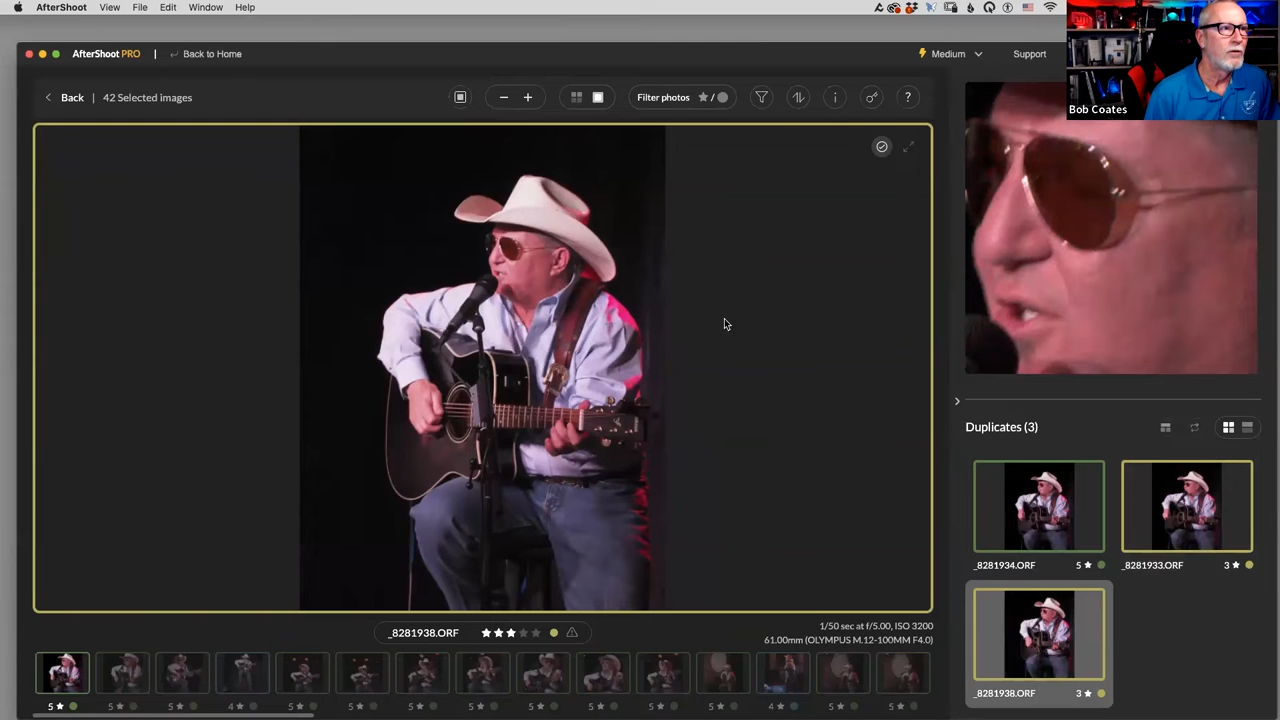 AfterShoot View File Edit Window Help
AfterShoot PRO | Back to Home
Medium
Support
Bob Coates
Back | 42 Selected images
Filter photos /
?
Duplicates (3)
_8281934.ORF 5
_8281933.ORF 3
_8281938.ORF
1/50 sec at f/5.00, ISO 3200
61.00mm (OLYMPUS M.12-100MM F4.0)
_8281938.ORF 3
5 5 5 4 5 5 5 5 5 5 5 5 4 5 5